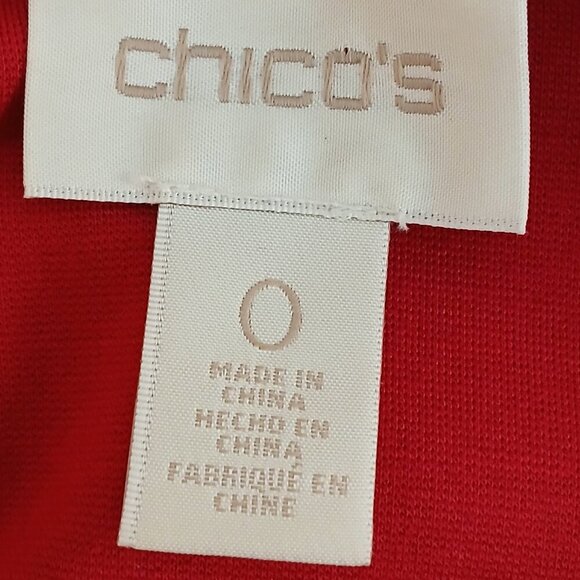 chico's
0
MADE IN
CHINA
HECHO EN
CHINA
FABRIQUÉ EN
CHINE